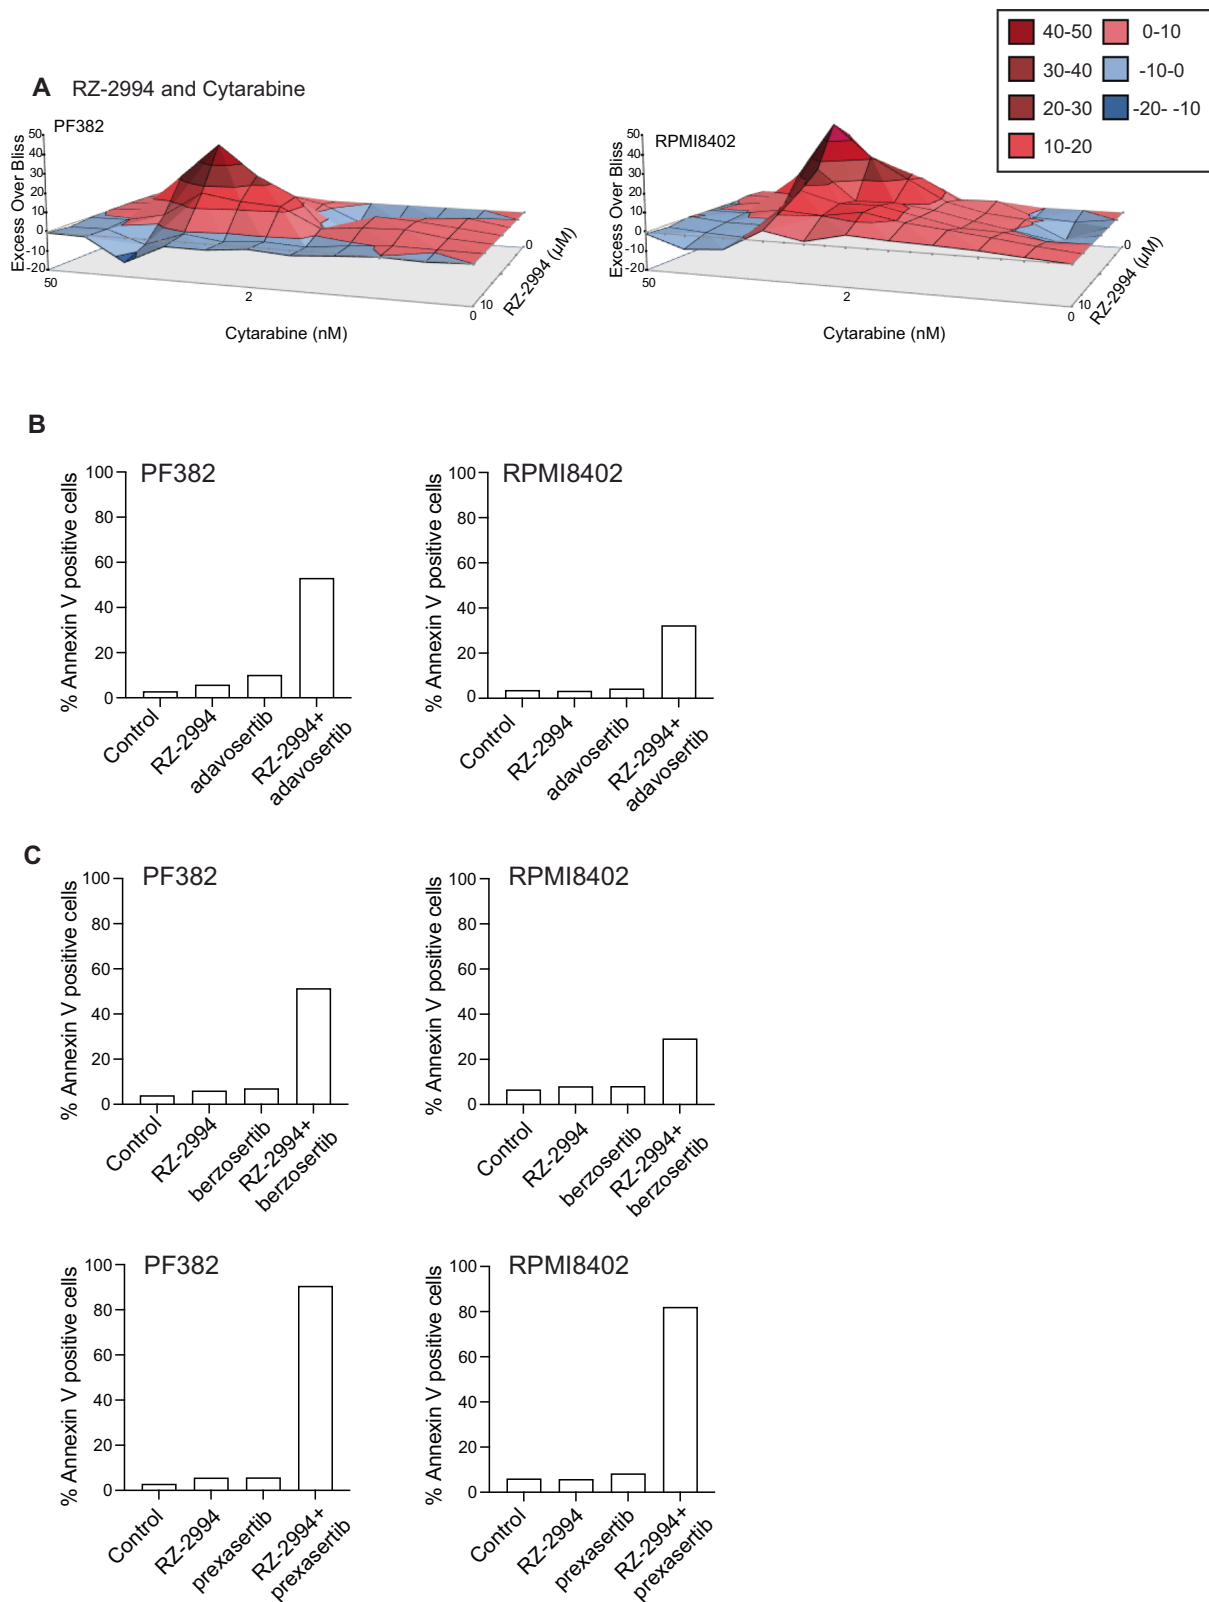 40-50 0-10
30-40 -10-0
20-30 -20- -10
10-20
A RZ-2994 and Cytarabine
PF382
Excess Over Bliss
50
40
30
20
10
0
-10
-20
50
2
0
10
0
Cytarabine (nM)
RZ-2994 (µM)
RPMI8402
Excess Over Bliss
50
40
30
20
10
0
-10
-20
50
2
0
10
0
Cytarabine (nM)
RZ-2994 (µM)
B
PF382
% Annexin V positive cells
100
80
60
40
20
0
Control
RZ-2994
adavosertib
RZ-2994+
adavosertib
RPMI8402
% Annexin V positive cells
100
80
60
40
20
0
Control
RZ-2994
adavosertib
RZ-2994+
adavosertib
C
PF382
% Annexin V positive cells
100
80
60
40
20
0
Control
RZ-2994
berzosertib
RZ-2994+
berzosertib
RPMI8402
% Annexin V positive cells
100
80
60
40
20
0
Control
RZ-2994
berzosertib
RZ-2994+
berzosertib
PF382
% Annexin V positive cells
100
80
60
40
20
0
Control
RZ-2994
prexasertib
RZ-2994+
prexasertib
RPMI8402
% Annexin V positive cells
100
80
60
40
20
0
Control
RZ-2994
prexasertib
RZ-2994+
prexasertib